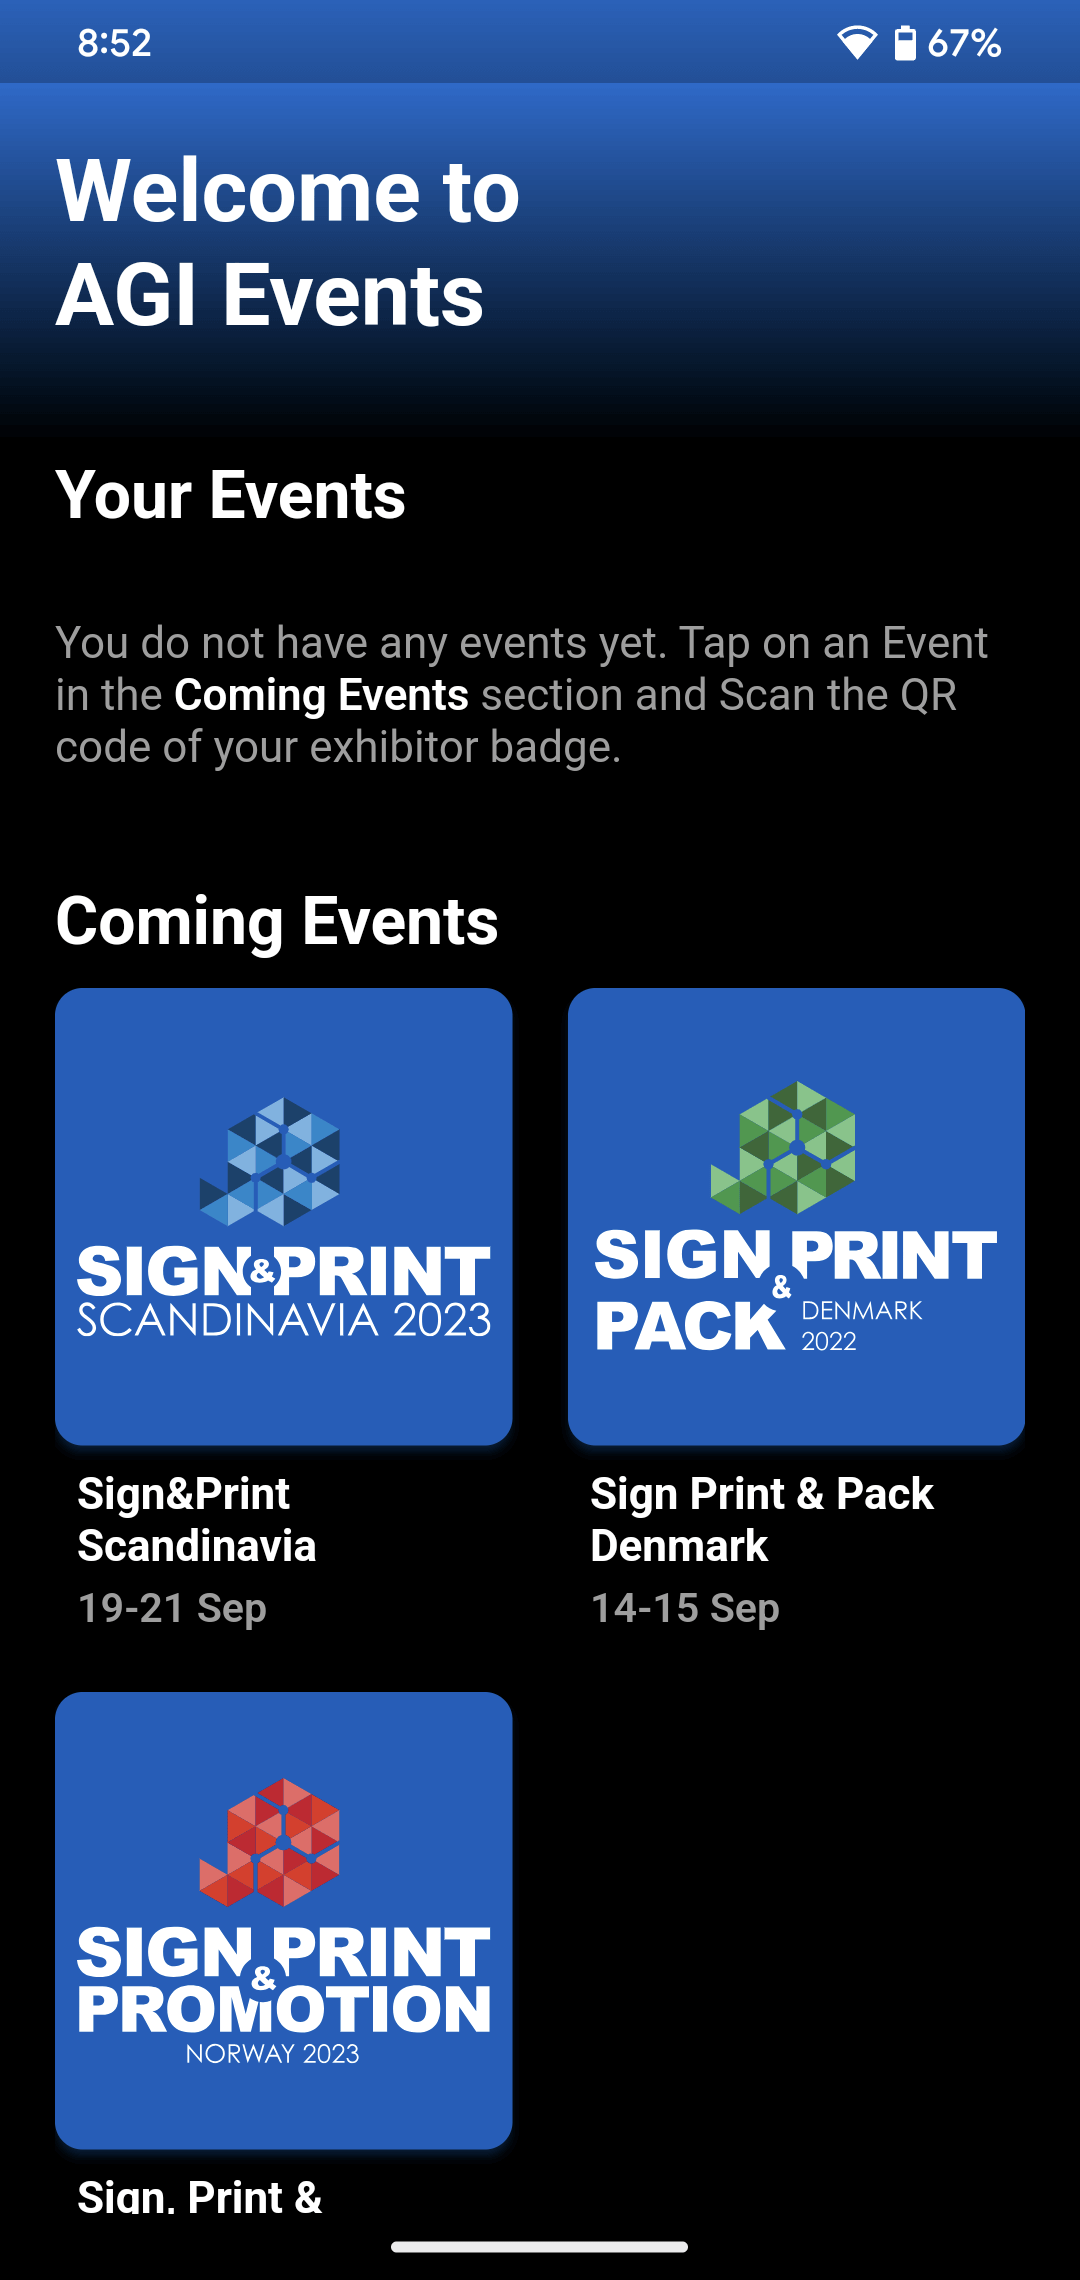 8:52
67%
Welcome to
AGI Events
Your Events
You do not have any events yet. Tap on an Event
in the Coming Events section and Scan the QR
code of your exhibitor badge.
Coming Events
SIGN&PRINT
SCANDINAVIA 2023
SIGN PRINT
& PACK DENMARK
2022
Sign&Print
Scandinavia
19-21 Sep
Sign Print & Pack
Denmark
14-15 Sep
SIGN PRINT
&
PROMOTION
NORWAY 2023
Sign, Print &